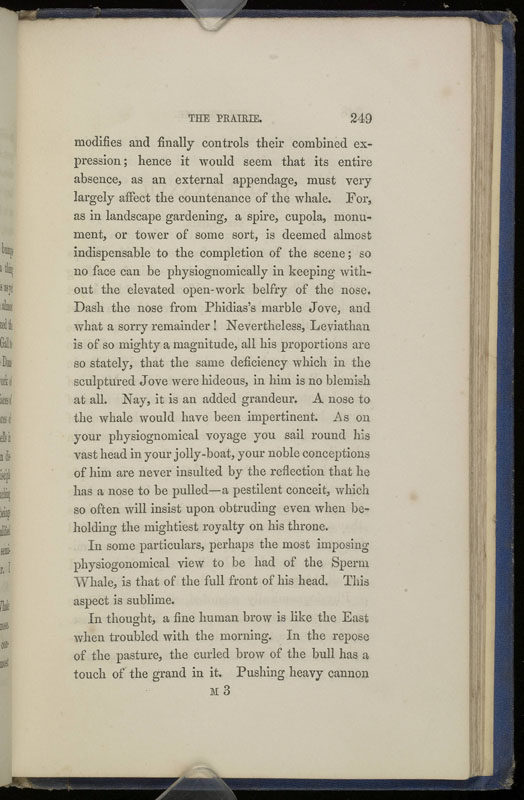 THE PRAIRIE. 249
modifies and finally controls their combined ex-
pression; hence it would seem that its entire
absence, as an external appendage, must very
largely affect the countenance of the whale. For,
as in landscape gardening, a spire, cupola, monu-
ment, or tower of some sort, is deemed almost
indispensable to the completion of the scene; so
no face can be physiognomically in keeping with-
out the elevated open-work belfry of the nose.
Dash the nose from Phidias's marble Jove, and
what a sorry remainder! Nevertheless, Leviathan
is of so mighty a magnitude, all his proportions are
so stately, that the same deficiency which in the
sculptured Jove were hideous, in him is no blemish
at all. Nay, it is an added grandeur. A nose to
the whale would have been impertinent. As on
your physiognomical voyage you sail round his
vast head in your jolly-boat, your noble conceptions
of him are never insulted by the reflection that he
has a nose to be pulled—a pestilent conceit, which
so often will insist upon obtruding even when be-
holding the mightiest royalty on his throne.
In some particulars, perhaps the most imposing
physiogonomical view to be had of the Sperm
Whale, is that of the full front of his head. This
aspect is sublime.
In thought, a fine human brow is like the East
when troubled with the morning. In the repose
of the pasture, the curled brow of the bull has a
touch of the grand in it. Pushing heavy cannon
M 3